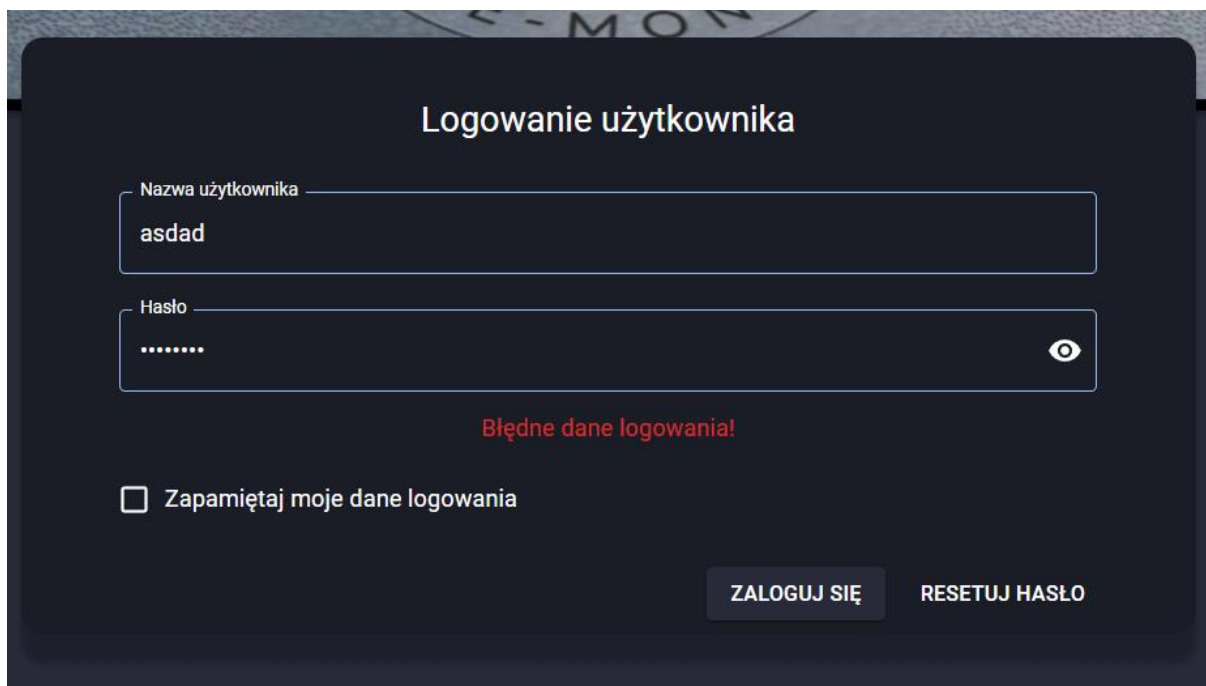 E-MON
Logowanie użytkownika
Nazwa użytkownika
asdad
Hasło
••••••••
Błędne dane logowania!
Zapamiętaj moje dane logowania
ZALOGUJ SIĘ
RESETUJ HASŁO